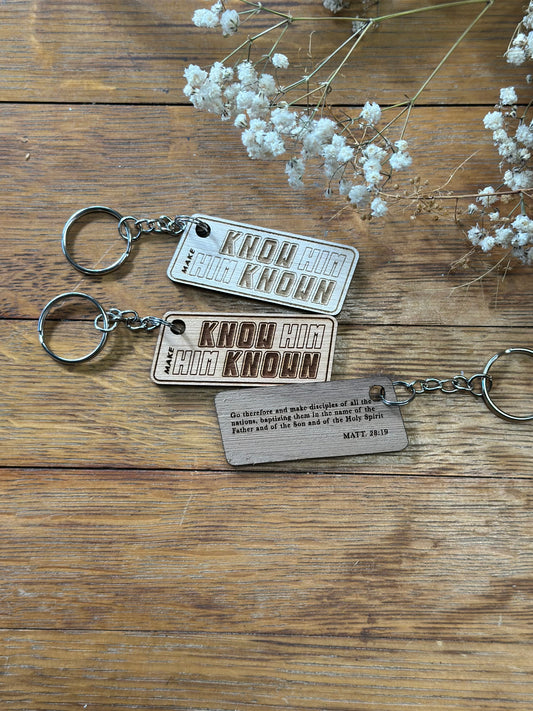 KNOW HIM
MAKE HIM KNOWN
KNOW HIM
MAKE HIM KNOWN
Go therefore and make disciples of all the
nations, baptizing them in the name of the
Father and of the Son and of the Holy Spirit
MATT. 28:19